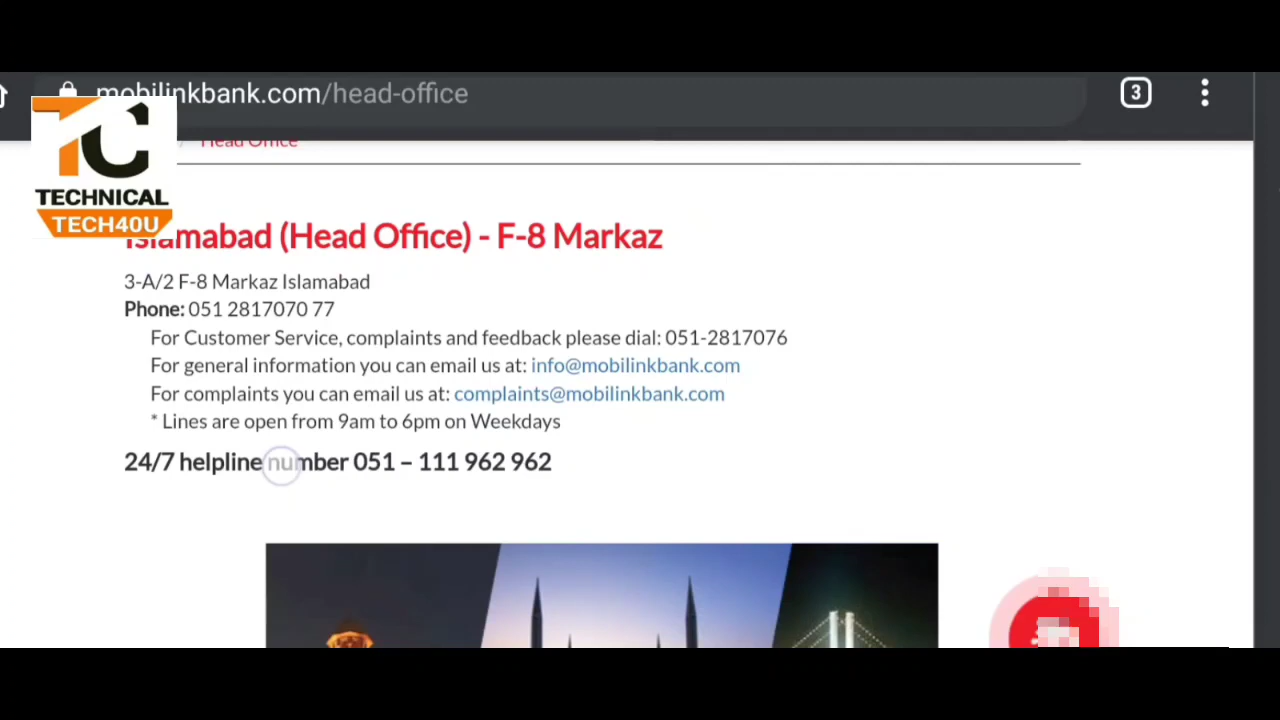 mobilinkbank.com/head-office
3
Head Office
TC
TECHNICAL
TECH40U
Islamabad (Head Office) - F-8 Markaz
3-A/2 F-8 Markaz Islamabad
Phone: 051 2817070 77
For Customer Service, complaints and feedback please dial: 051-2817076
For general information you can email us at: info@mobilinkbank.com
For complaints you can email us at: complaints@mobilinkbank.com
* Lines are open from 9am to 6pm on Weekdays
24/7 helpline number 051 – 111 962 962